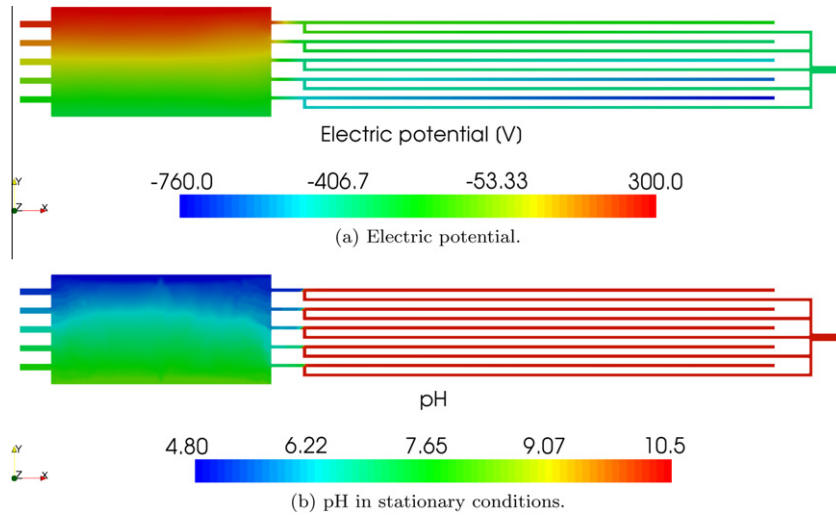 Electric potential (V)
Y
Z X
-760.0 -406.7 -53.33 300.0
(a) Electric potential.
pH
Y
Z X
4.80 6.22 7.65 9.07 10.5
(b) pH in stationary conditions.